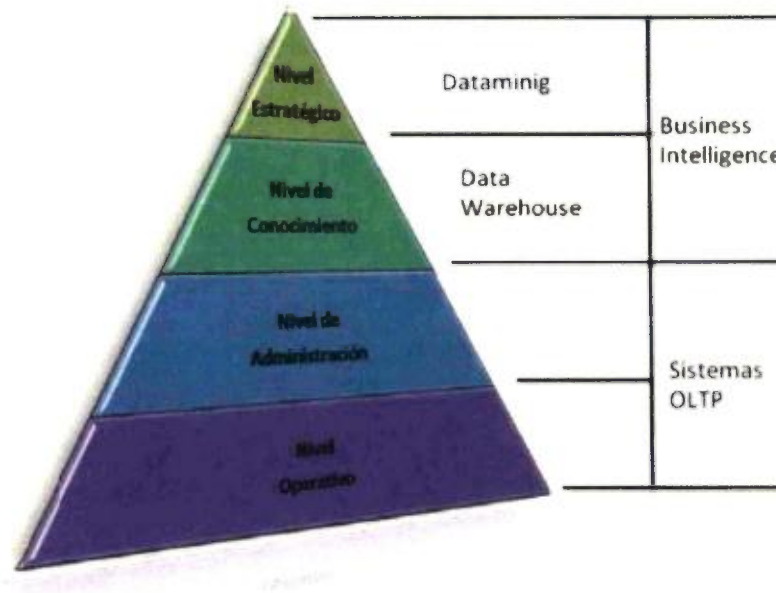 Nivel
Estratégico
Dataminig
Business
Intelligence
Nivel de
Conocimiento
Data
Warehouse
Nivel de
Administración
Sistemas
OLTP
Nivel
Operativo